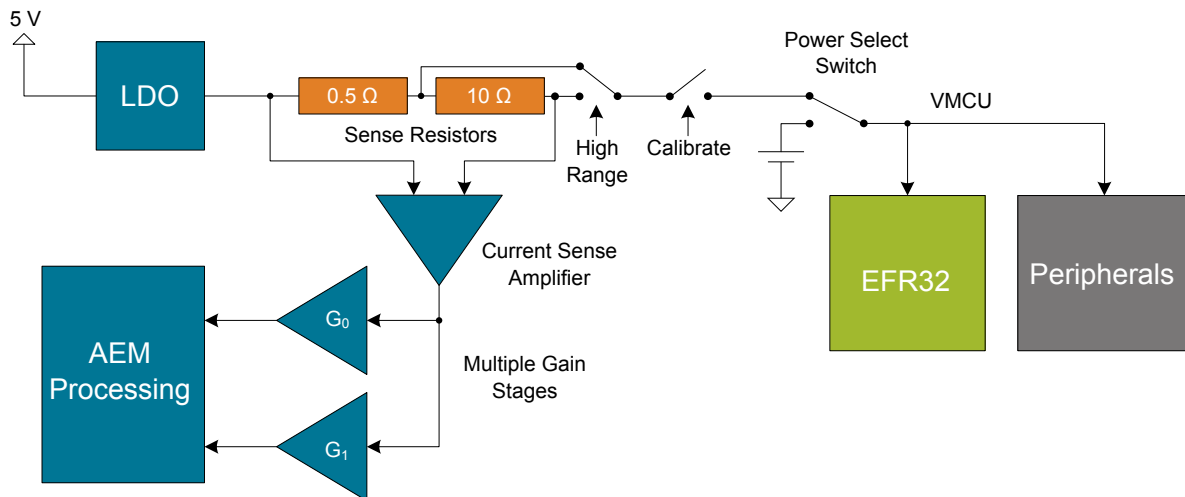 5 V
LDO
0.5 Ω
10 Ω
Sense Resistors
High
Range
Calibrate
Power Select
Switch
VMCU
Current Sense
Amplifier
EFR32
Peripherals
AEM
Processing
G0
G1
Multiple Gain
Stages